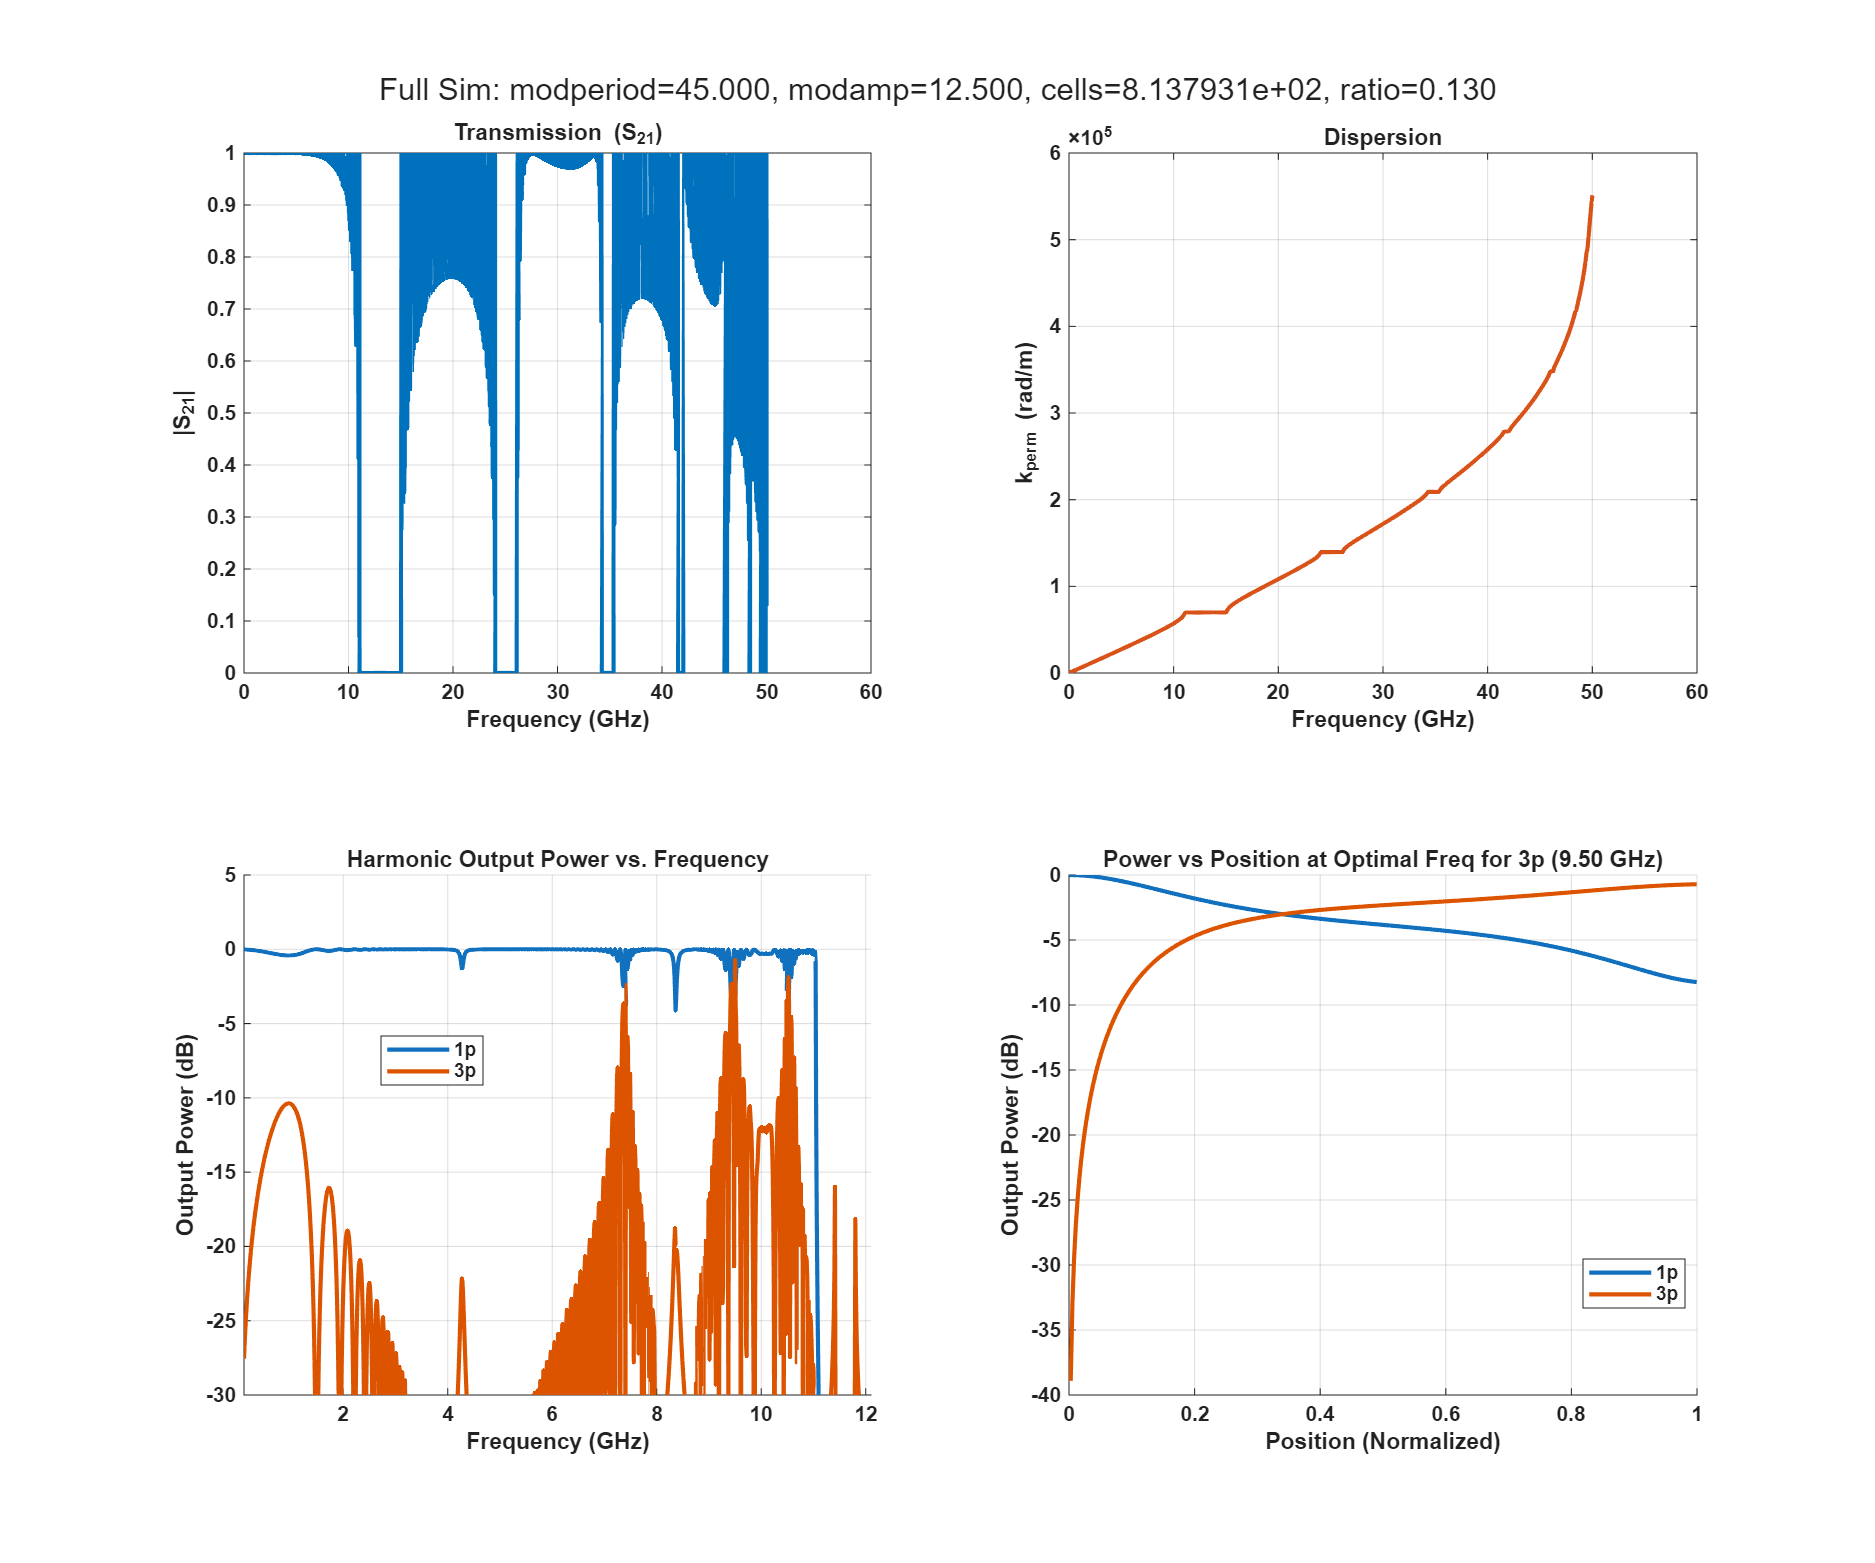 Full Sim: modperiod=45.000, modamp=12.500, cells=8.137931e+02, ratio=0.130
Transmission (S21)
1
0.9
0.8
0.7
0.6
0.5
0.4
0.3
0.2
0.1
0
|S21|
0 10 20 30 40 50 60
Frequency (GHz)
×10^5
Dispersion
6
5
4
3
2
1
0
kperm (rad/m)
0 10 20 30 40 50 60
Frequency (GHz)
Harmonic Output Power vs. Frequency
5
0
-5
-10
-15
-20
-25
-30
Output Power (dB)
1p
3p
2 4 6 8 10 12
Frequency (GHz)
Power vs Position at Optimal Freq for 3p (9.50 GHz)
0
-5
-10
-15
-20
-25
-30
-35
-40
Output Power (dB)
1p
3p
0 0.2 0.4 0.6 0.8 1
Position (Normalized)